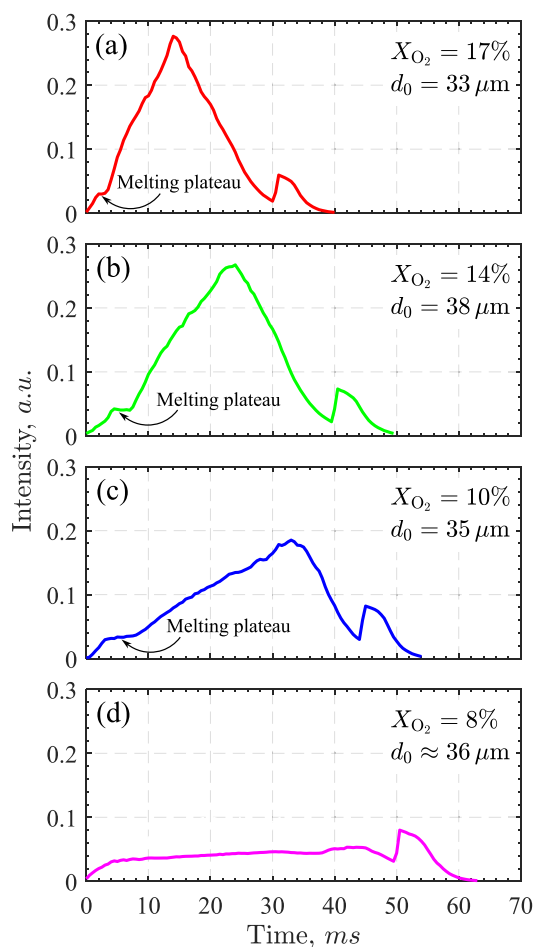 0.3
(a)
X_{O_2} = 17%
d_0 = 33 μm
0.2
0.1
Melting plateau
0
0.3
(b)
X_{O_2} = 14%
d_0 = 38 μm
0.2
0.1
Melting plateau
0
Intensity, a.u.
0.3
(c)
X_{O_2} = 10%
d_0 = 35 μm
0.2
0.1
Melting plateau
0
0.3
(d)
X_{O_2} = 8%
d_0 ≈ 36 μm
0.2
0.1
0
0 10 20 30 40 50 60 70
Time, ms